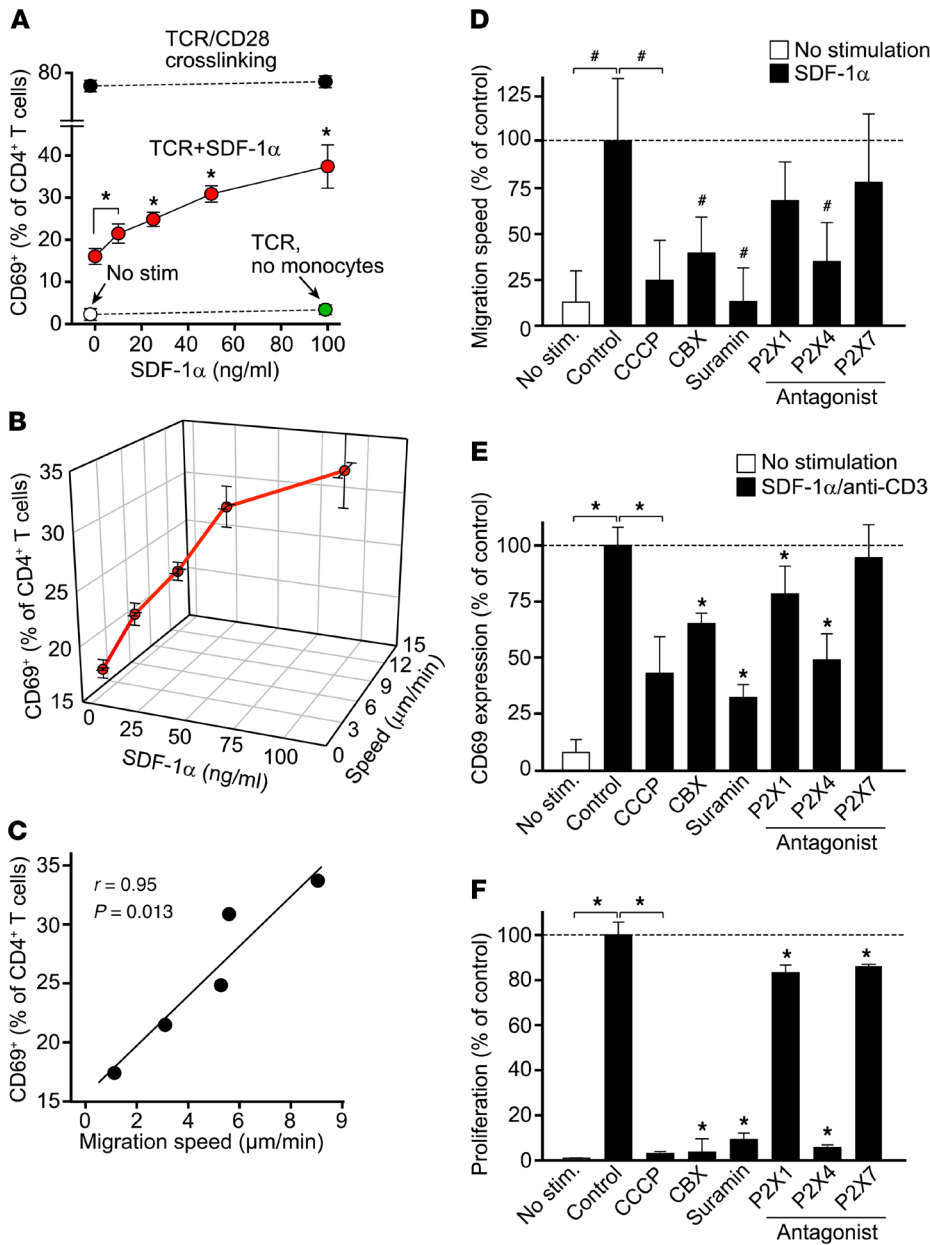 A
TCR/CD28
crosslinking
80
40
30
20
10
0
CD69⁺ (% of CD4⁺ T cells)
TCR+SDF-1α
*
*
*
*
No stim
TCR,
no monocytes
0 20 40 60 80 100
SDF-1α (ng/ml)
B
35
30
25
20
15
CD69⁺ (% of CD4⁺ T cells)
0 25 50 75 100
SDF-1α (ng/ml)
0 3 6 9 12 15
Speed (μm/min)
C
35
30
25
20
15
CD69⁺ (% of CD4⁺ T cells)
r = 0.95
P = 0.013
0 2 4 6 8 9
Migration speed (μm/min)
D
No stimulation
SDF-1α
# #
# # #
125
100
75
50
25
0
Migration speed (% of control)
No stim. Control CCCP CBX Suramin P2X1 P2X4 P2X7
Antagonist
E
No stimulation
SDF-1α/anti-CD3
* *
* * * *
100
75
50
25
0
CD69 expression (% of control)
No stim. Control CCCP CBX Suramin P2X1 P2X4 P2X7
Antagonist
F
* *
* * * * *
100
80
60
40
20
0
Proliferation (% of control)
No stim. Control CCCP CBX Suramin P2X1 P2X4 P2X7
Antagonist